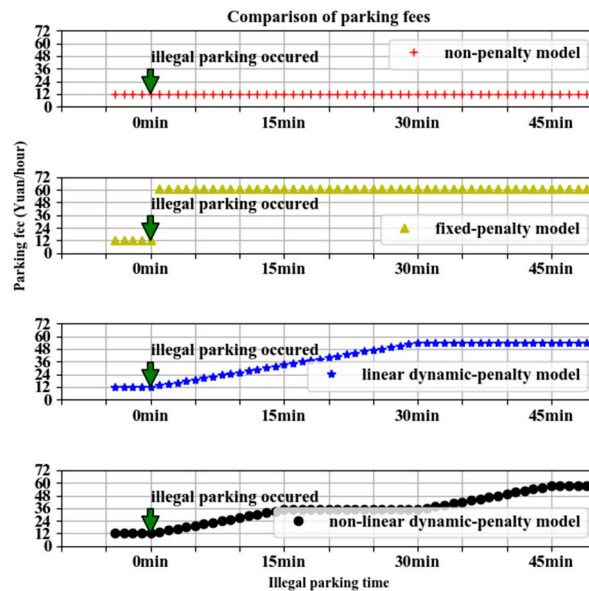 Comparison of parking fees
72
60
48
36
24
12
0
illegal parking occured
non-penalty model
0min
15min
30min
45min
72
60
48
36
24
12
0
illegal parking occured
fixed-penalty model
0min
15min
30min
45min
Parking fee (Yuan/hour)
72
60
48
36
24
12
0
illegal parking occured
linear dynamic-penalty model
0min
15min
30min
45min
72
60
48
36
24
12
0
illegal parking occured
non-linear dynamic-penalty model
0min
15min
30min
45min
Illegal parking time